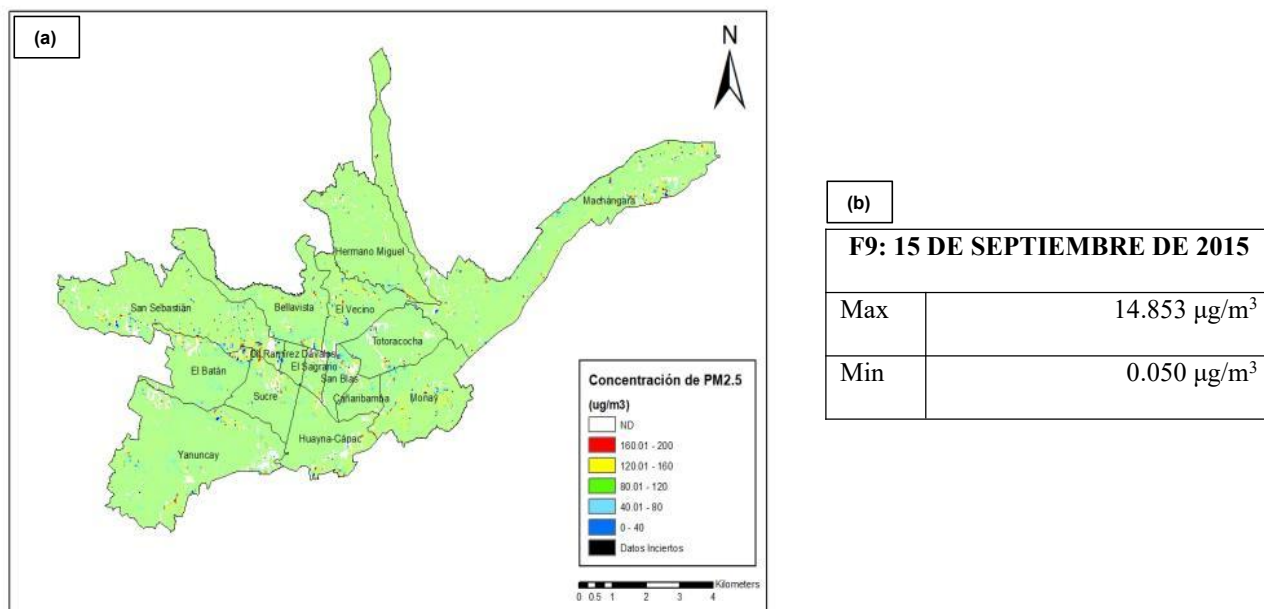 (a)
N
Machángara
Hermano Miguel
San Sebastián
Bellavista
El Vecino
Totoracocha
Gil Ramírez Dávalos
El Batán
El Sagrario
San Blas
Sucre
Cañaribamba
Monay
Huayna-Cápac
Yanuncay
Concentración de PM2.5
(ug/m3)
ND
160.01 - 200
120.01 - 160
80.01 - 120
40.01 - 80
0 - 40
Datos Inciertos
Kilometers
0 0.5 1 2 3 4
(b)
F9: 15 DE SEPTIEMBRE DE 2015
Max 14.853 µg/m³
Min 0.050 µg/m³